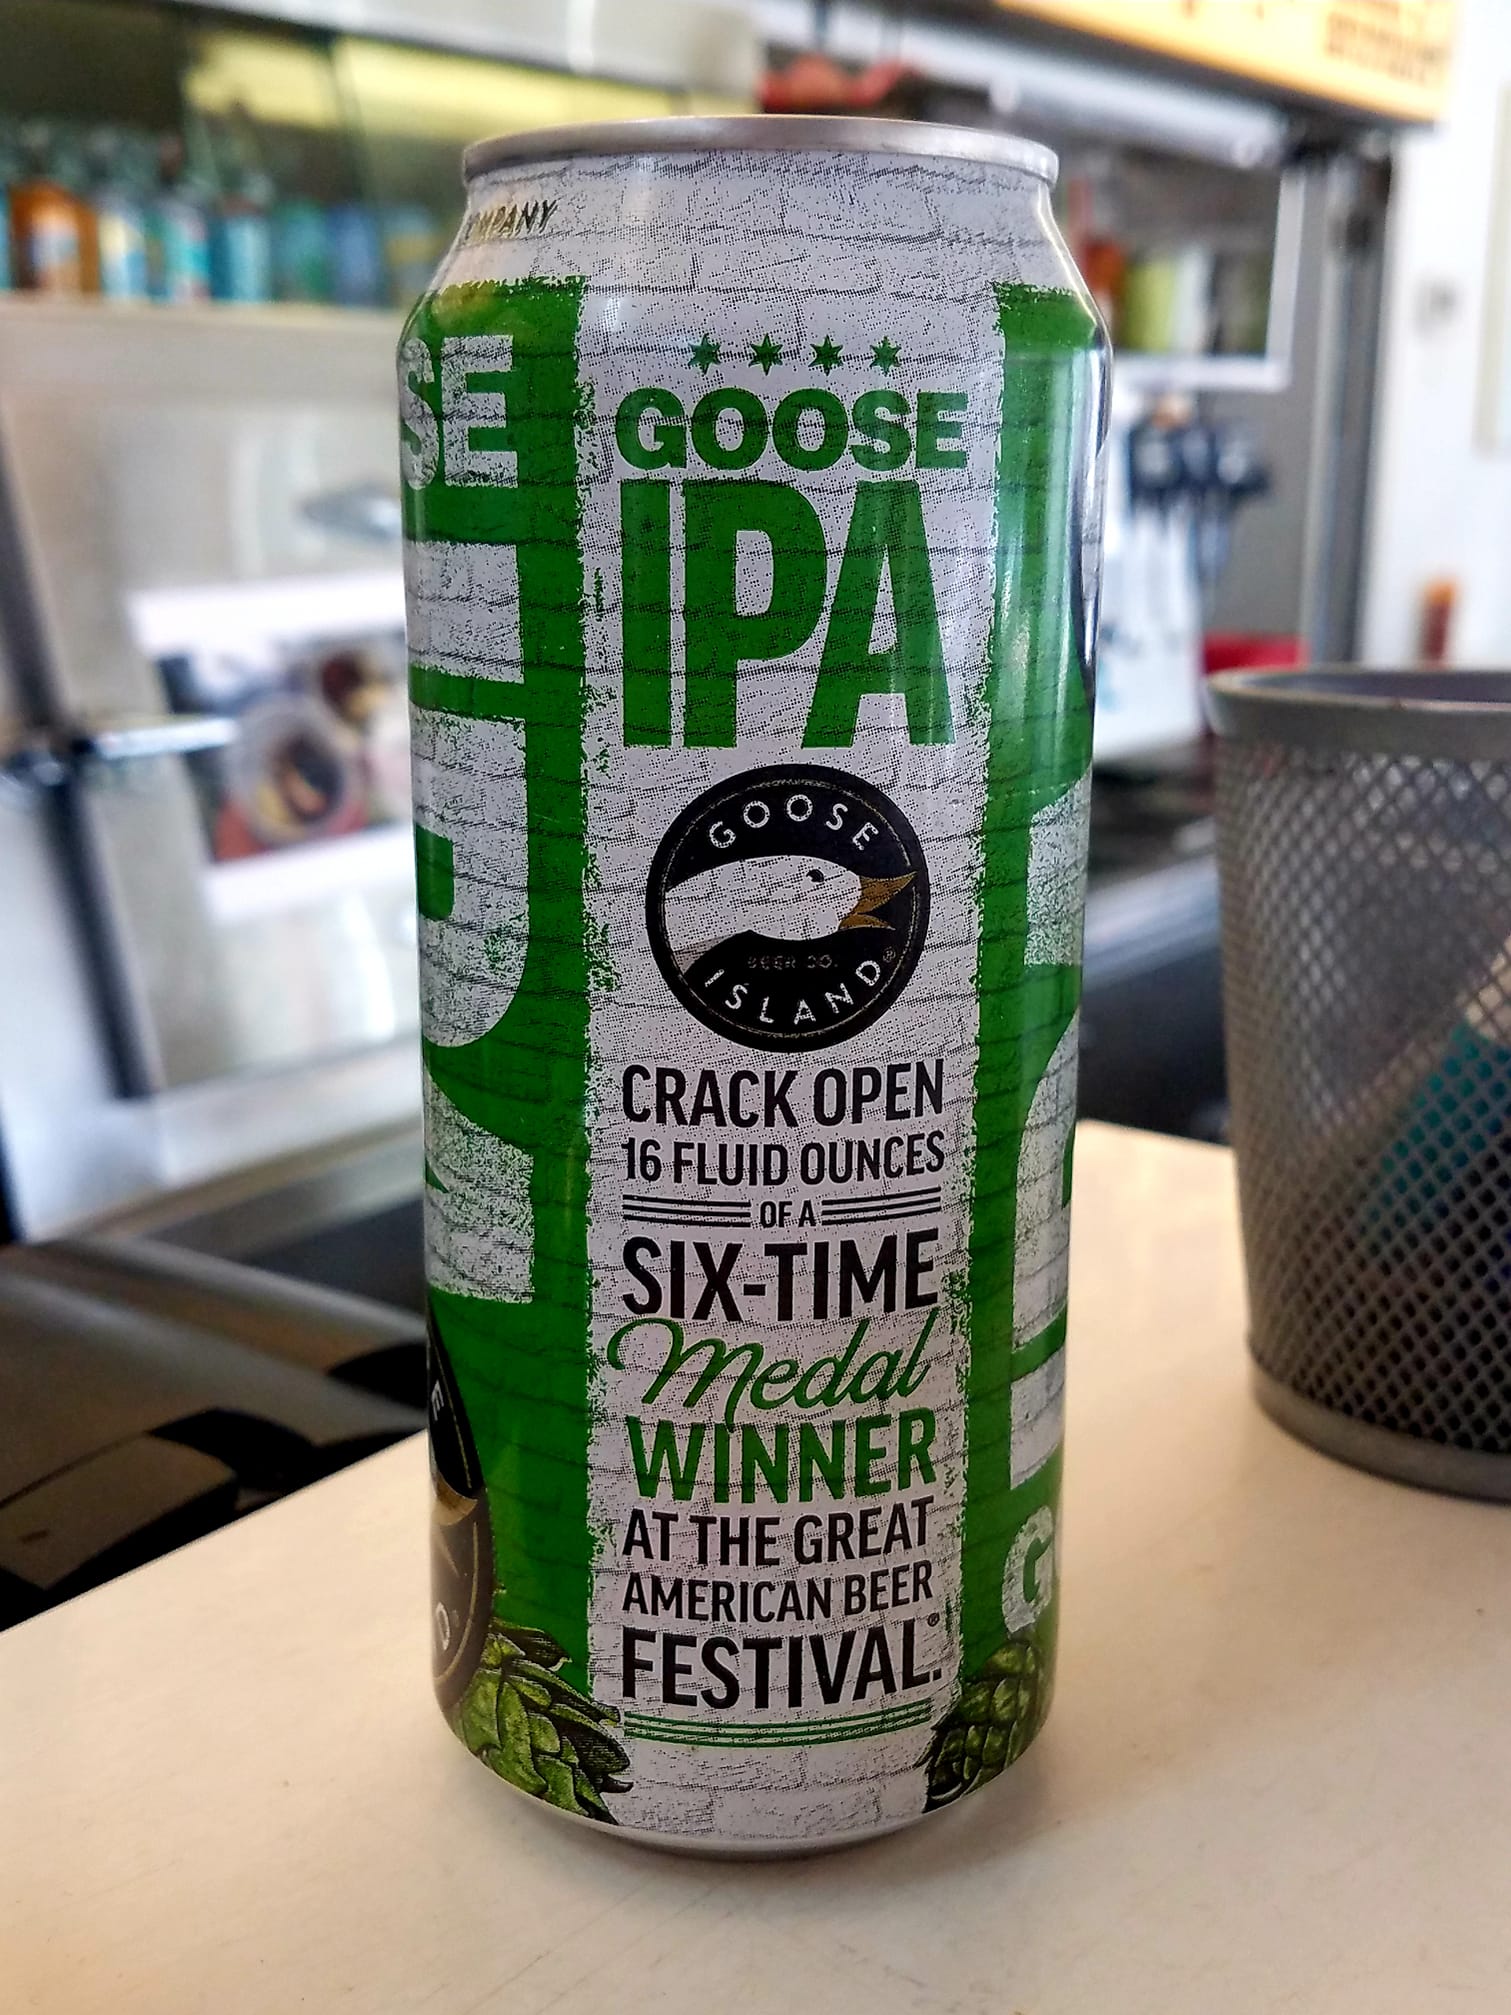 COMPANY
SE
GOOSE
IPA
GOOSE
BEER CO.
ISLAND®
CRACK OPEN
16 FLUID OUNCES
OF A
SIX-TIME
Medal
WINNER
AT THE GREAT
AMERICAN BEER
FESTIVAL.®